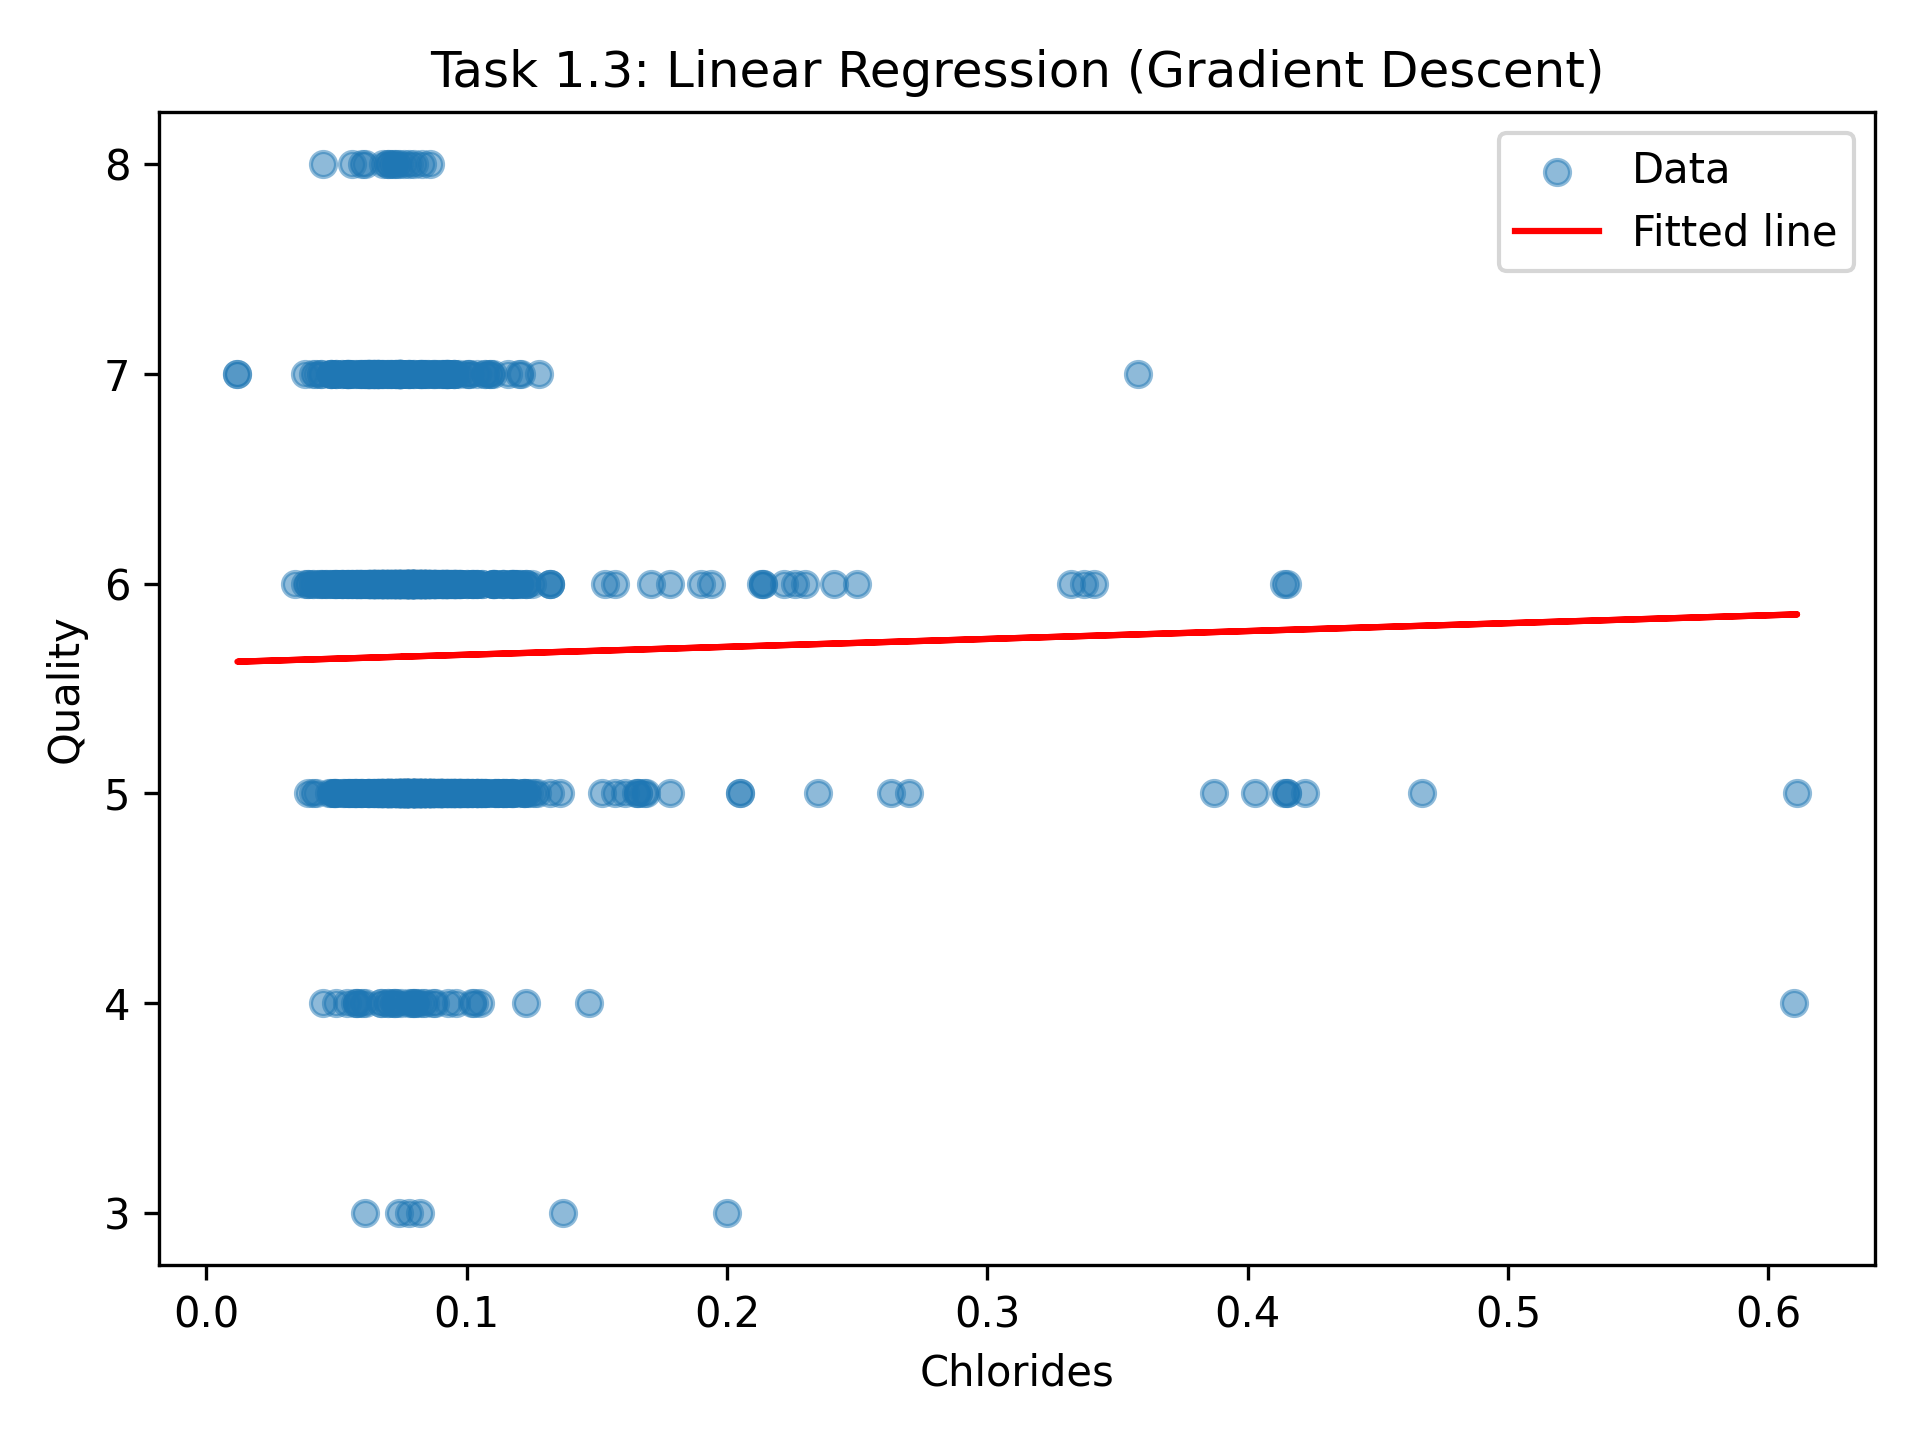 Task 1.3: Linear Regression (Gradient Descent)
Data
Fitted line
Quality
8
7
6
5
4
3
0.0 0.1 0.2 0.3 0.4 0.5 0.6
Chlorides